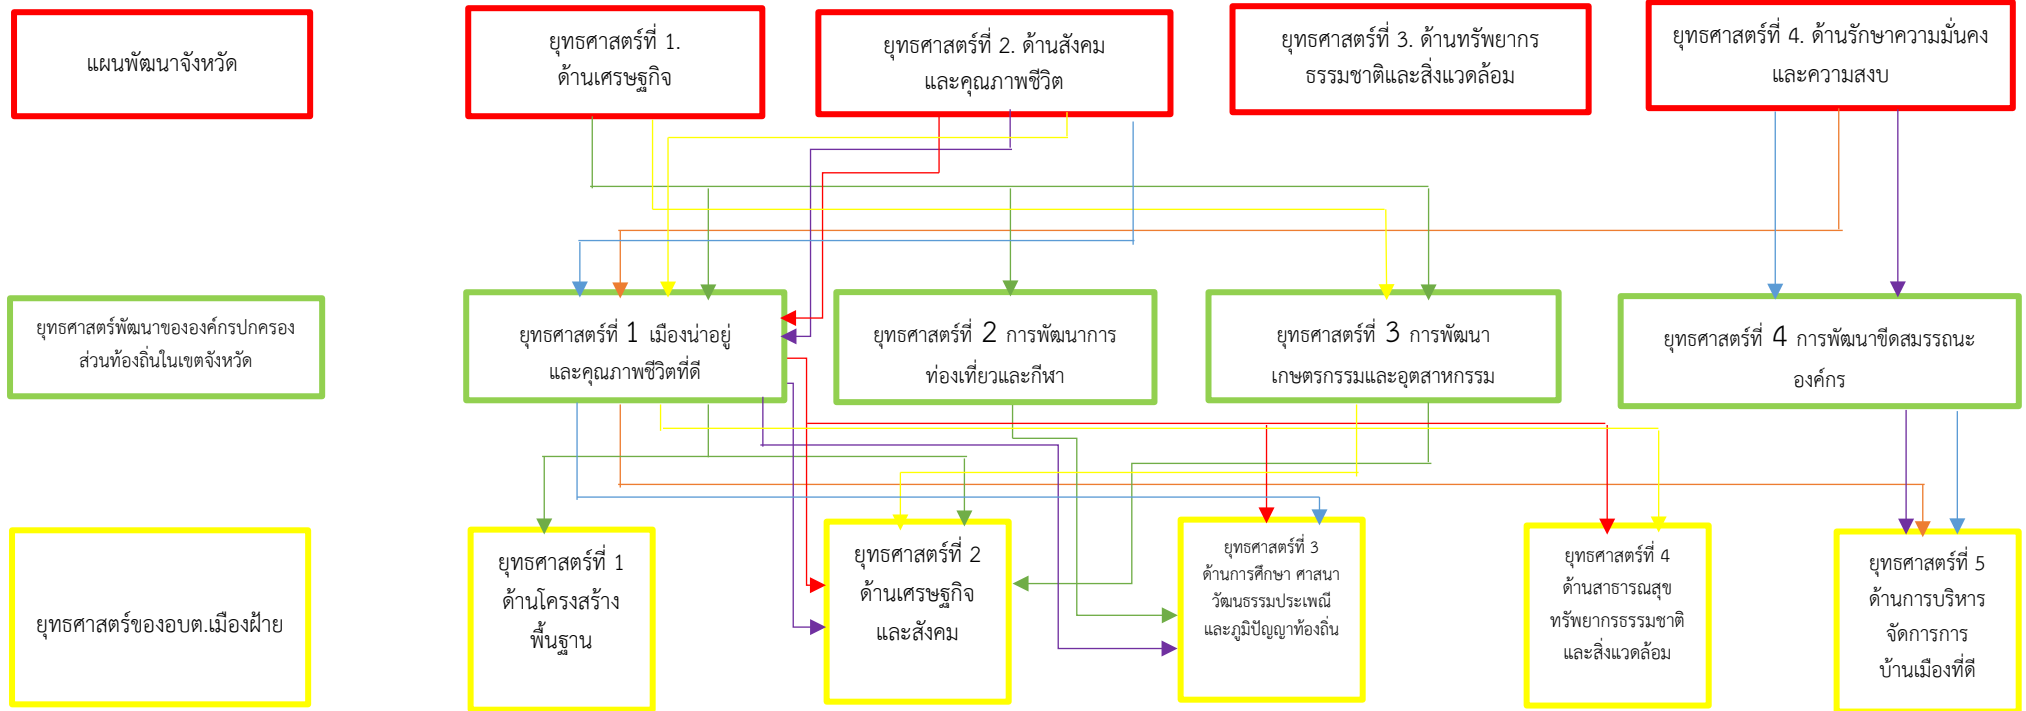 แผนพัฒนาจังหวัด
ยุทธศาสตร์ที่ 1.
ด้านเศรษฐกิจ
ยุทธศาสตร์ที่ 2. ด้านสังคม
และคุณภาพชีวิต
ยุทธศาสตร์ที่ 3. ด้านทรัพยากร
ธรรมชาติและสิ่งแวดล้อม
ยุทธศาสตร์ที่ 4. ด้านรักษาความมั่นคง
และความสงบ
ยุทธศาสตร์พัฒนาขององค์กรปกครอง
ส่วนท้องถิ่นในเขตจังหวัด
ยุทธศาสตร์ที่ 1 เมืองน่าอยู่
และคุณภาพชีวิตที่ดี
ยุทธศาสตร์ที่ 2 การพัฒนาการ
ท่องเที่ยวและกีฬา
ยุทธศาสตร์ที่ 3 การพัฒนา
เกษตรกรรมและอุตสาหกรรม
ยุทธศาสตร์ที่ 4 การพัฒนาขีดสมรรถนะ
องค์กร
ยุทธศาสตร์ของอบต.เมืองฝ้าย
ยุทธศาสตร์ที่ 1
ด้านโครงสร้าง
พื้นฐาน
ยุทธศาสตร์ที่ 2
ด้านเศรษฐกิจ
และสังคม
ยุทธศาสตร์ที่ 3
ด้านการศึกษา ศาสนา
วัฒนธรรมประเพณี
และภูมิปัญญาท้องถิ่น
ยุทธศาสตร์ที่ 4
ด้านสาธารณสุข
ทรัพยากรธรรมชาติ
และสิ่งแวดล้อม
ยุทธศาสตร์ที่ 5
ด้านการบริหาร
จัดการการ
บ้านเมืองที่ดี